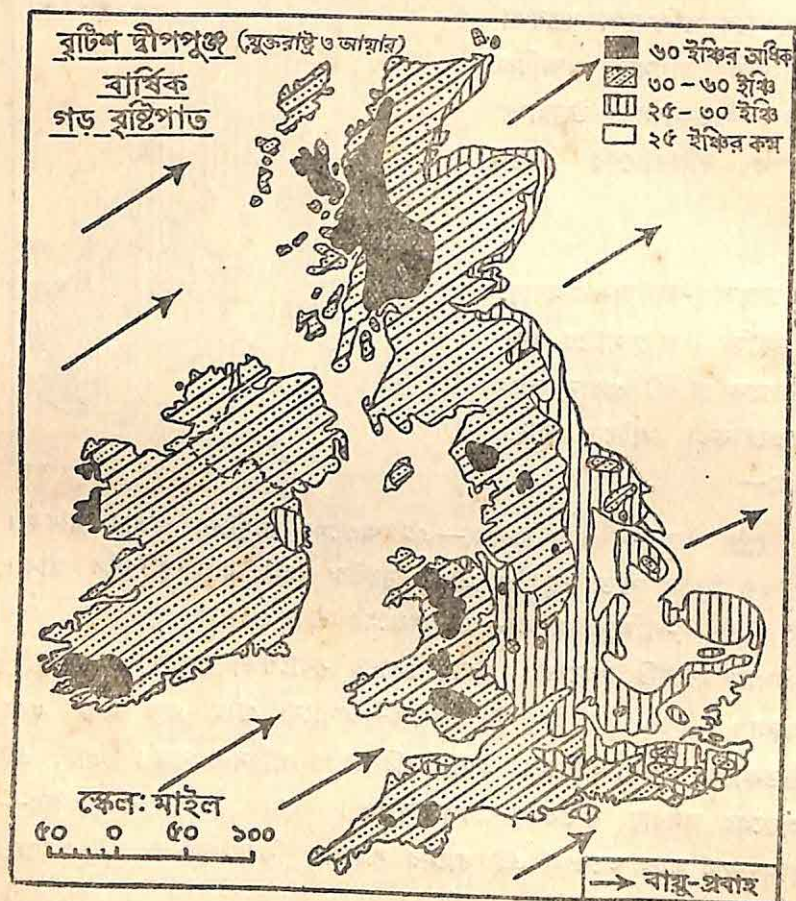 বৃটিশ দ্বীপপুঞ্জ (যুক্তরাষ্ট্র ও আয়ার)
বার্ষিক
গড় বৃষ্টিপাত
৬০ ইঞ্চির অধিক
৩০-৬০ ইঞ্চি
২৫-৩০ ইঞ্চি
২৫ ইঞ্চির কম
স্কেল: মাইল
৫০ ০ ৫০ ১০০
বায়ু-প্রবাহ